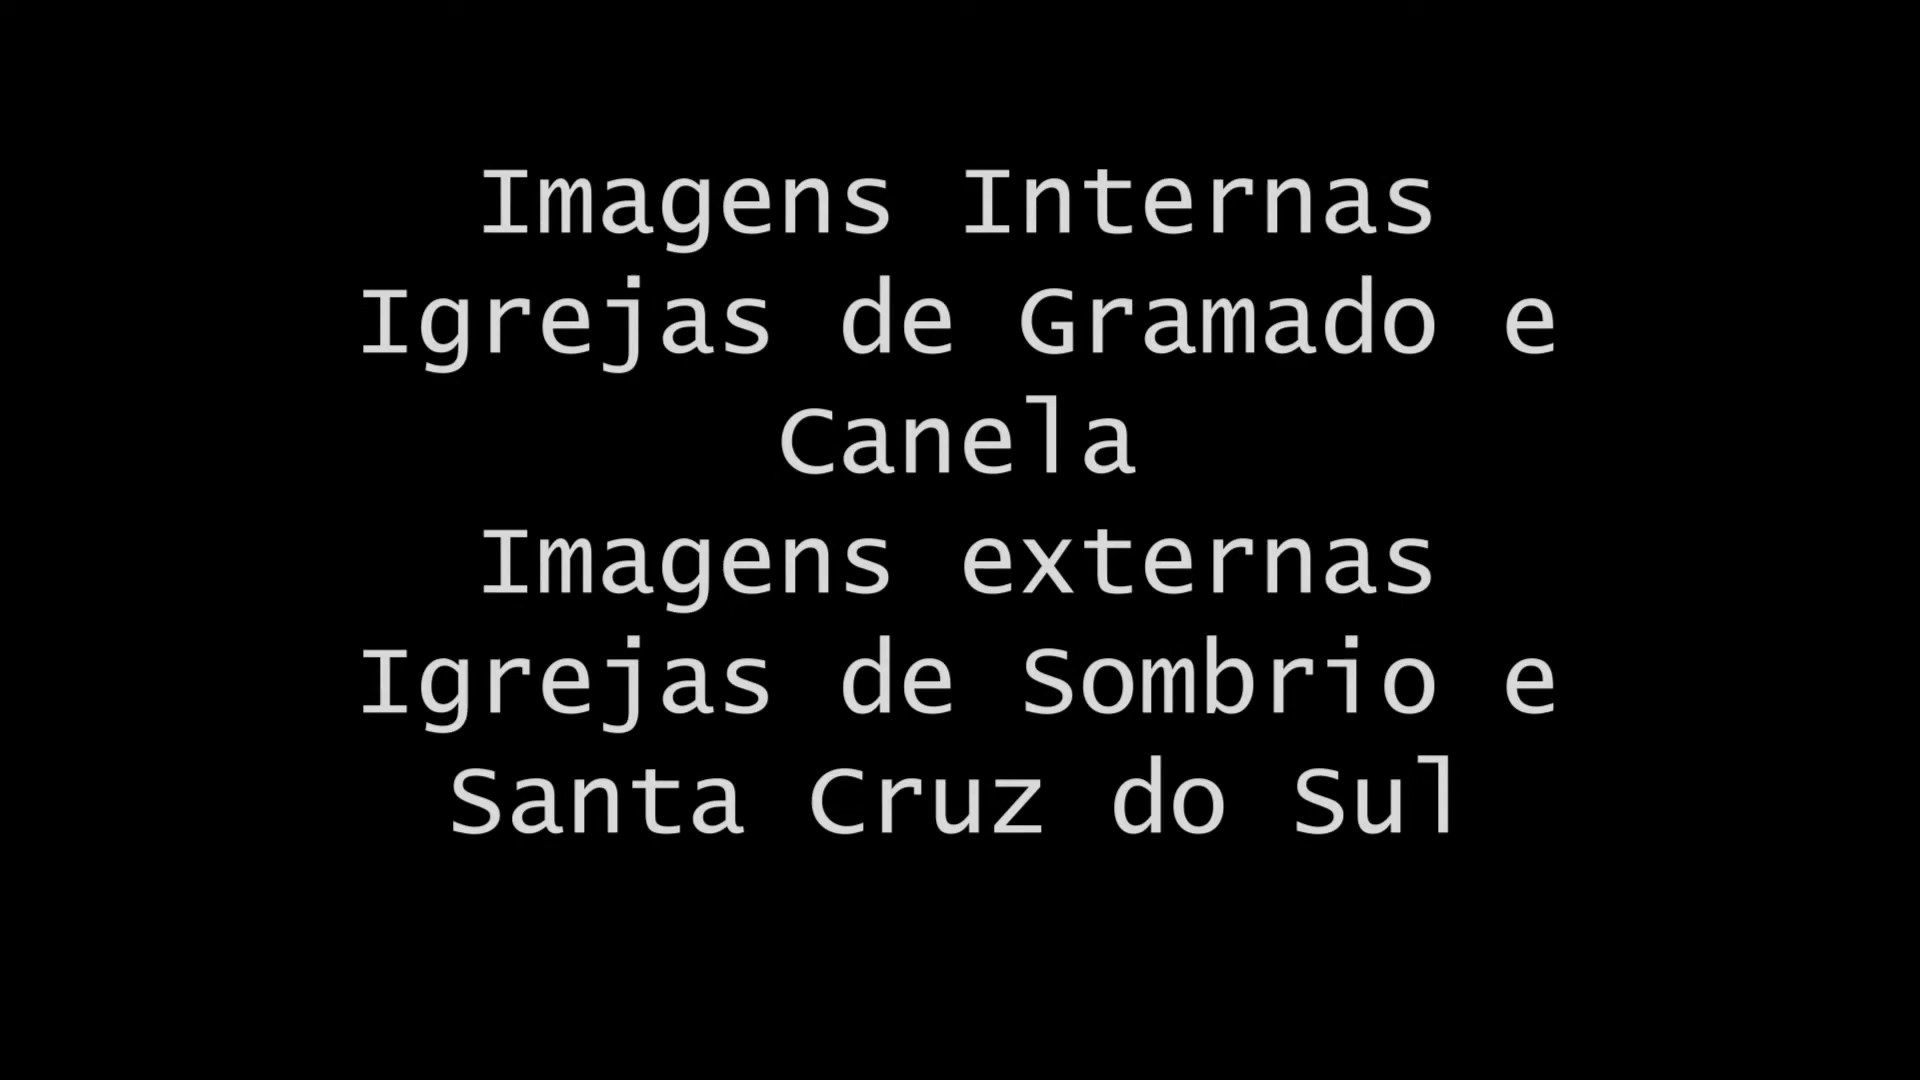 Imagens Internas
Igrejas de Gramado e
Canela
Imagens externas
Igrejas de Sombrio e
Santa Cruz do Sul